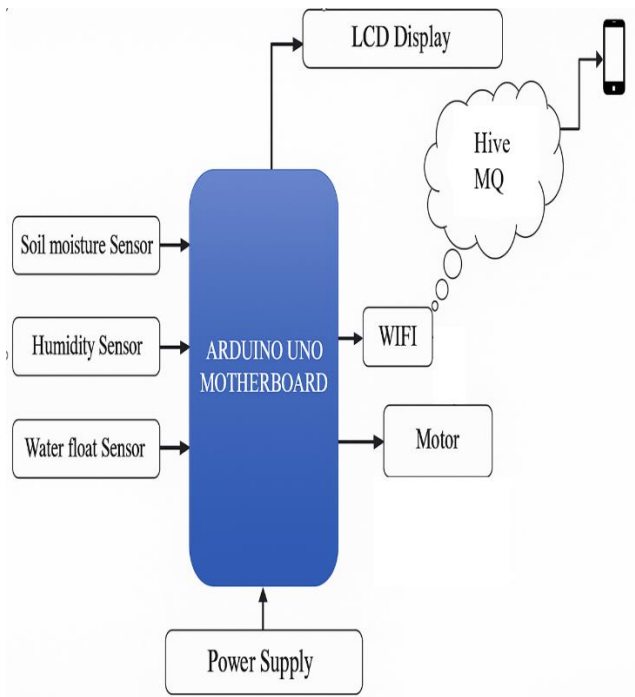 LCD Display
Hive
MQ
Soil moisture Sensor
Humidity Sensor
Water float Sensor
ARDUINO UNO
MOTHERBOARD
WIFI
Motor
Power Supply